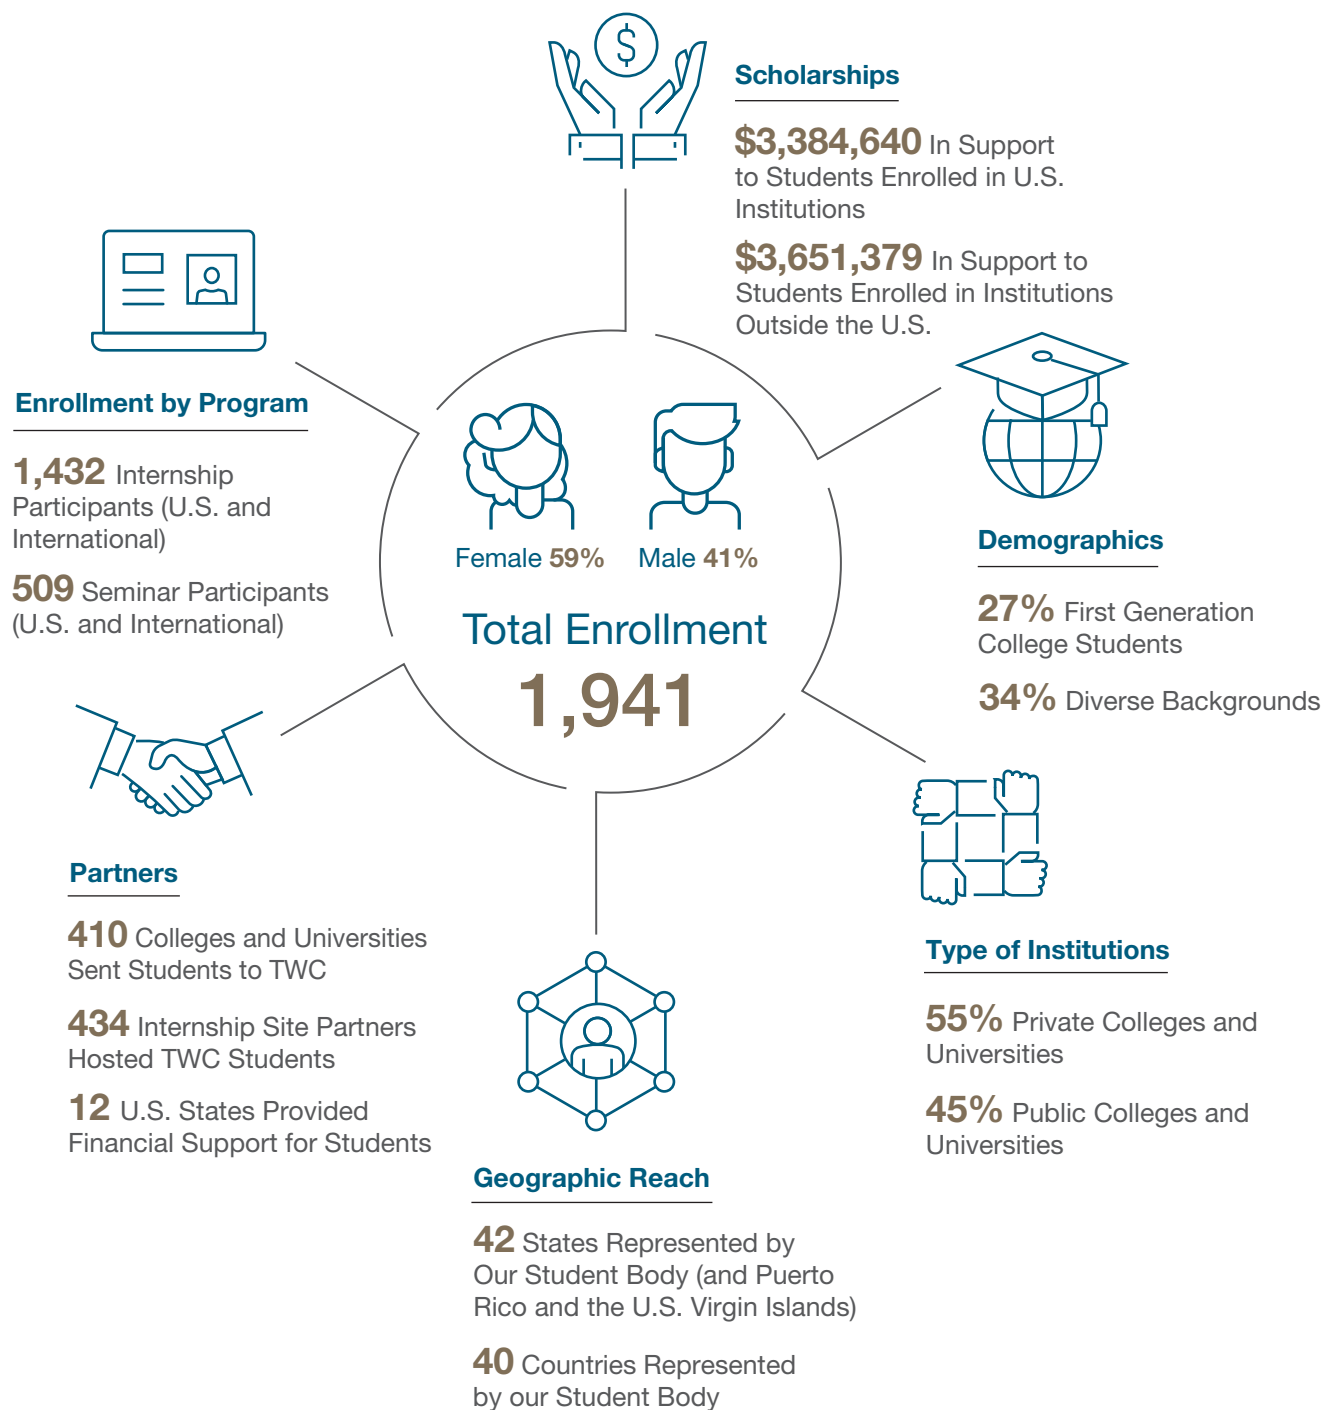 $
Scholarships
$3,384,640 In Support
to Students Enrolled in U.S.
Institutions
$3,651,379 In Support to
Students Enrolled in Institutions
Outside the U.S.
Enrollment by Program
1,432 Internship
Participants (U.S. and
International)
509 Seminar Participants
(U.S. and International)
Female 59% Male 41%
Total Enrollment
1,941
Demographics
27% First Generation
College Students
34% Diverse Backgrounds
Partners
410 Colleges and Universities
Sent Students to TWC
434 Internship Site Partners
Hosted TWC Students
12 U.S. States Provided
Financial Support for Students
Type of Institutions
55% Private Colleges and
Universities
45% Public Colleges and
Universities
Geographic Reach
42 States Represented by
Our Student Body (and Puerto
Rico and the U.S. Virgin Islands)
40 Countries Represented
by our Student Body